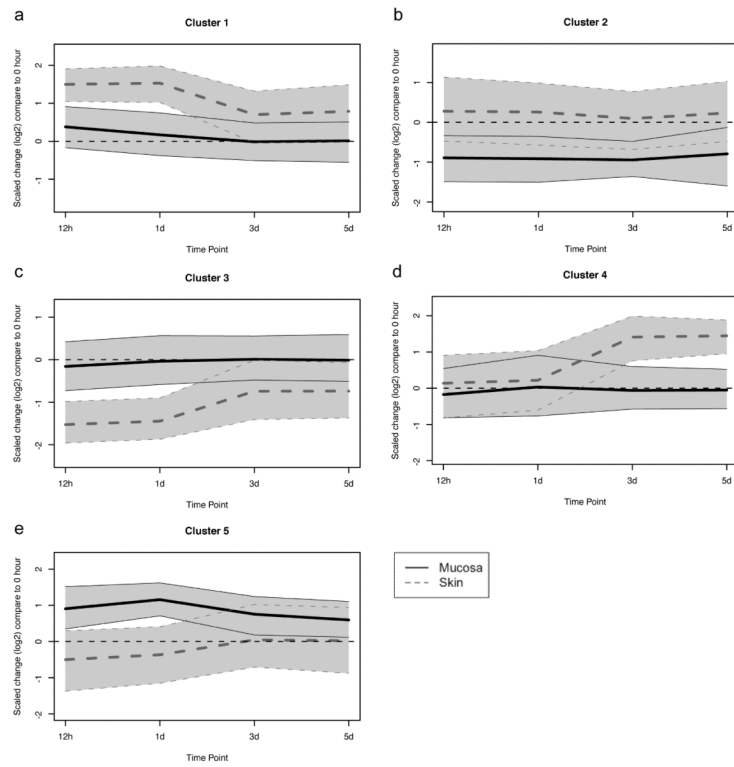 a
Cluster 1
Scaled change (log2) compare to 0 hour
2
1
0
-1
12h 1d 3d 5d
Time Point
b
Cluster 2
Scaled change (log2) compare to 0 hour
1
0
-1
-2
12h 1d 3d 5d
Time Point
c
Cluster 3
Scaled change (log2) compare to 0 hour
1
0
-1
-2
12h 1d 3d 5d
Time Point
d
Cluster 4
Scaled change (log2) compare to 0 hour
2
1
0
-1
-2
12h 1d 3d 5d
Time Point
e
Cluster 5
Scaled change (log2) compare to 0 hour
2
1
0
-1
-2
12h 1d 3d 5d
Time Point
Mucosa
Skin